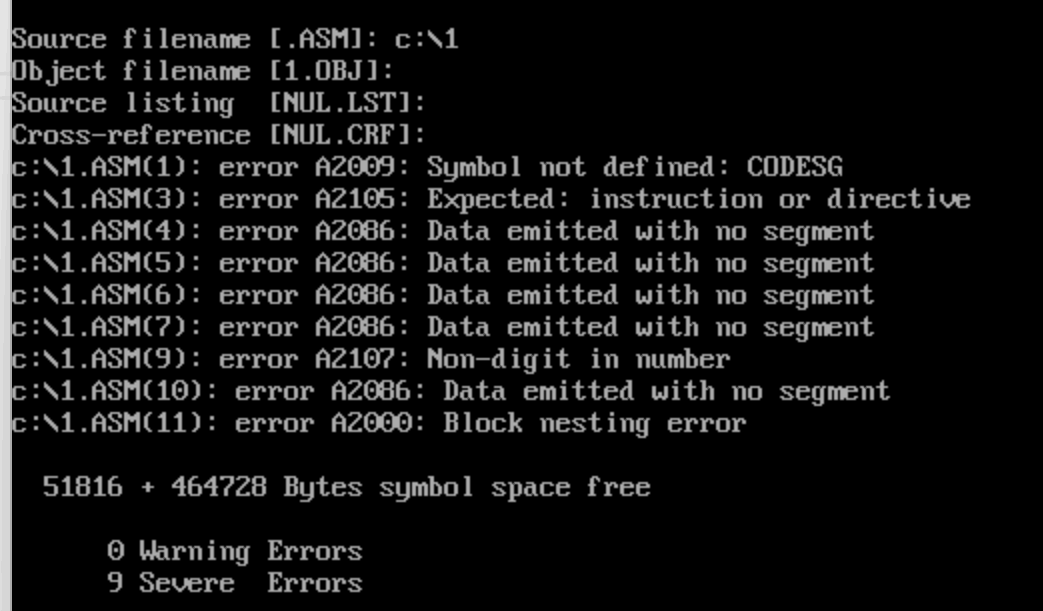 Source filename [.ASM]: c:\1
Object filename [1.OBJ]:
Source listing  [NUL.LST]:
Cross-reference [NUL.CRF]:
c:\1.ASM(1): error A2009: Symbol not defined: CODESG
c:\1.ASM(3): error A2105: Expected: instruction or directive
c:\1.ASM(4): error A2086: Data emitted with no segment
c:\1.ASM(5): error A2086: Data emitted with no segment
c:\1.ASM(6): error A2086: Data emitted with no segment
c:\1.ASM(7): error A2086: Data emitted with no segment
c:\1.ASM(9): error A2107: Non-digit in number
c:\1.ASM(10): error A2086: Data emitted with no segment
c:\1.ASM(11): error A2000: Block nesting error
51816 + 464728 Bytes symbol space free
0 Warning Errors
9 Severe  Errors